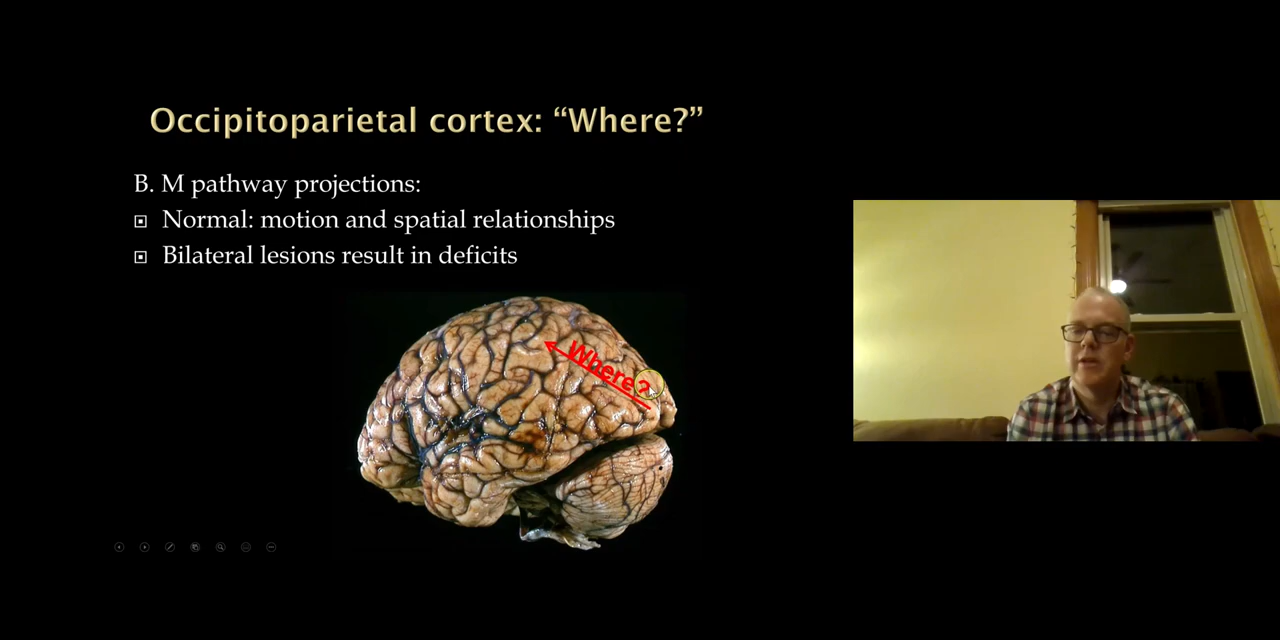 Occipitoparietal cortex: “Where?”
B. M pathway projections:
Normal: motion and spatial relationships
Bilateral lesions result in deficits
Where?